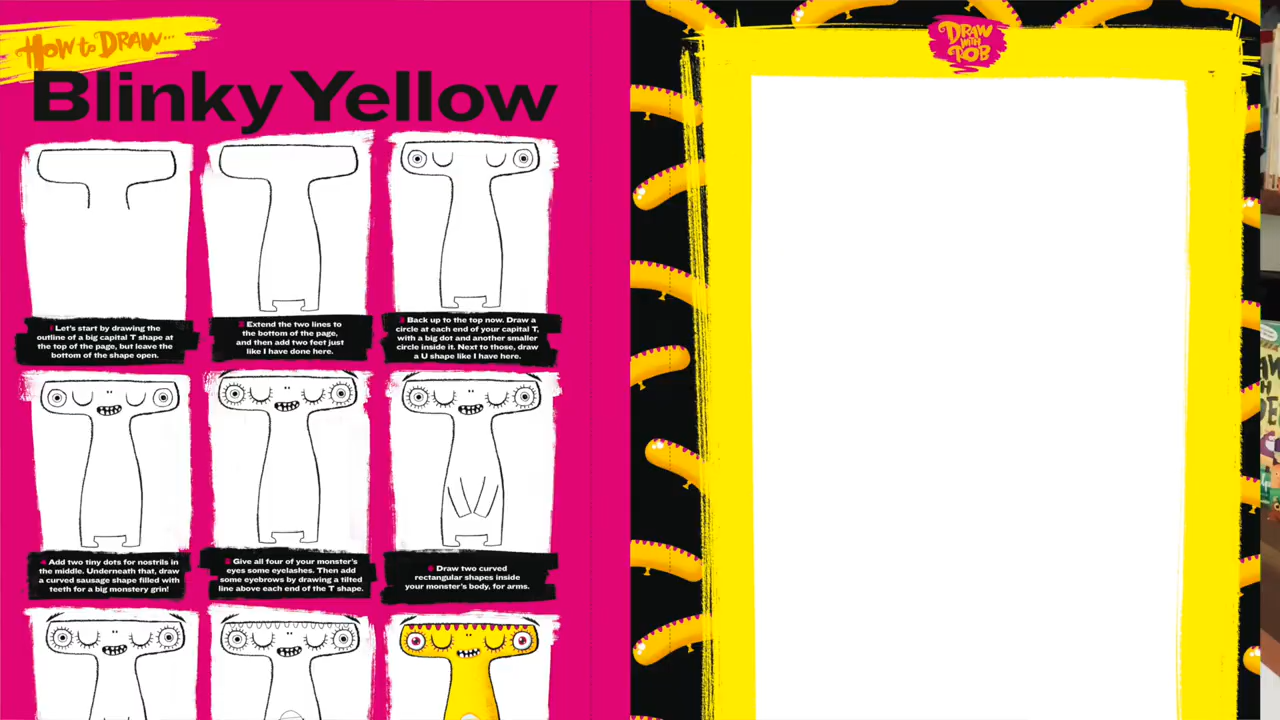 HOW to DRAW...
Blinky Yellow
1 Let's start by drawing the
outline of a big capital T shape at
the top of the page, but leave the
bottom of the shape open.
2 Extend the two lines to
the bottom of the page,
and then add two feet just
like I have done here.
3 Back up to the top now. Draw a
circle at each end of your capital T,
with a big dot and another smaller
circle inside it. Next to those, draw
a U shape like I have here.
4 Add two tiny dots for nostrils in
the middle. Underneath that, draw
a curved sausage shape filled with
teeth for a big monstery grin!
5 Give all four of your monster's
eyes some eyelashes. Then add
some eyebrows by drawing a tilted
line above each end of the T shape.
6 Draw two curved
rectangular shapes inside
your monster's body, for arms.
DRAW
WITH
ROB